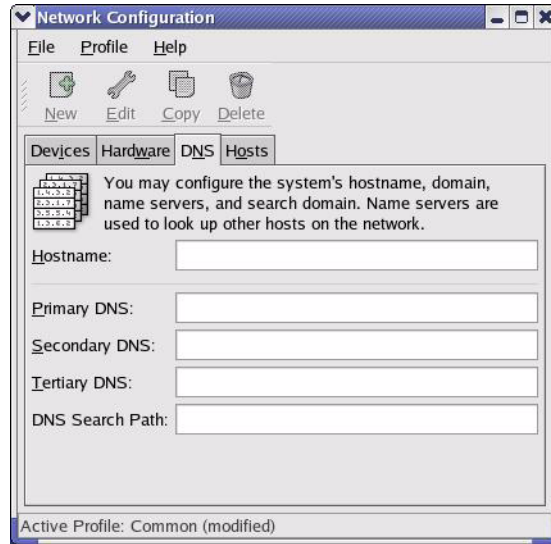 Network Configuration
File Profile Help
New Edit Copy Delete
Devices Hardware DNS Hosts
You may configure the system's hostname, domain,
name servers, and search domain. Name servers are
used to look up other hosts on the network.
Hostname:
Primary DNS:
Secondary DNS:
Tertiary DNS:
DNS Search Path:
Active Profile: Common (modified)